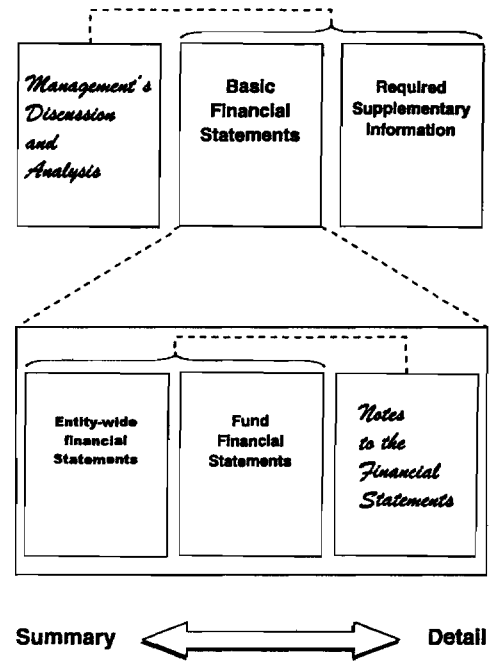 Management's
Discussion
and
Analysis
Basic
Financial
Statements
Required
Supplementary
Information
Entity-wide
financial
Statements
Fund
Financial
Statements
Notes
to the
Financial
Statements
Summary
Detail